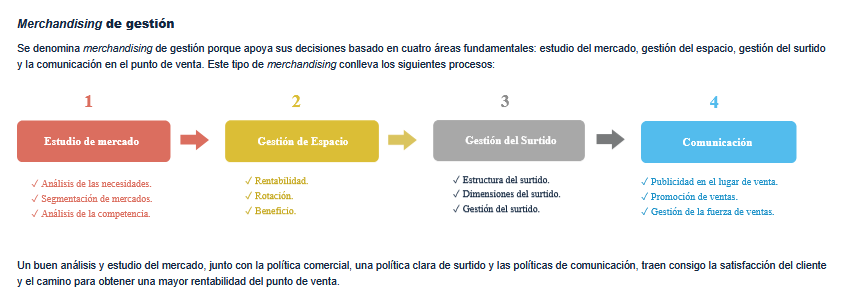 Merchandising de gestión
Se denomina merchandising de gestión porque apoya sus decisiones basado en cuatro áreas fundamentales: estudio del mercado, gestión del espacio, gestión del surtido
y la comunicación en el punto de venta. Este tipo de merchandising conlleva los siguientes procesos:
1
Estudio de mercado
✓ Análisis de las necesidades.
✓ Segmentación de mercados.
✓ Análisis de la competencia.
2
Gestión de Espacio
✓ Rentabilidad.
✓ Rotación.
✓ Beneficio.
3
Gestión del Surtido
✓ Estructura del surtido.
✓ Dimensiones del surtido.
✓ Gestión del surtido.
4
Comunicación
✓ Publicidad en el lugar de venta.
✓ Promoción de ventas.
✓ Gestión de la fuerza de ventas.
Un buen análisis y estudio del mercado, junto con la política comercial, una política clara de surtido y las políticas de comunicación, traen consigo la satisfacción del cliente
y el camino para obtener una mayor rentabilidad del punto de venta.